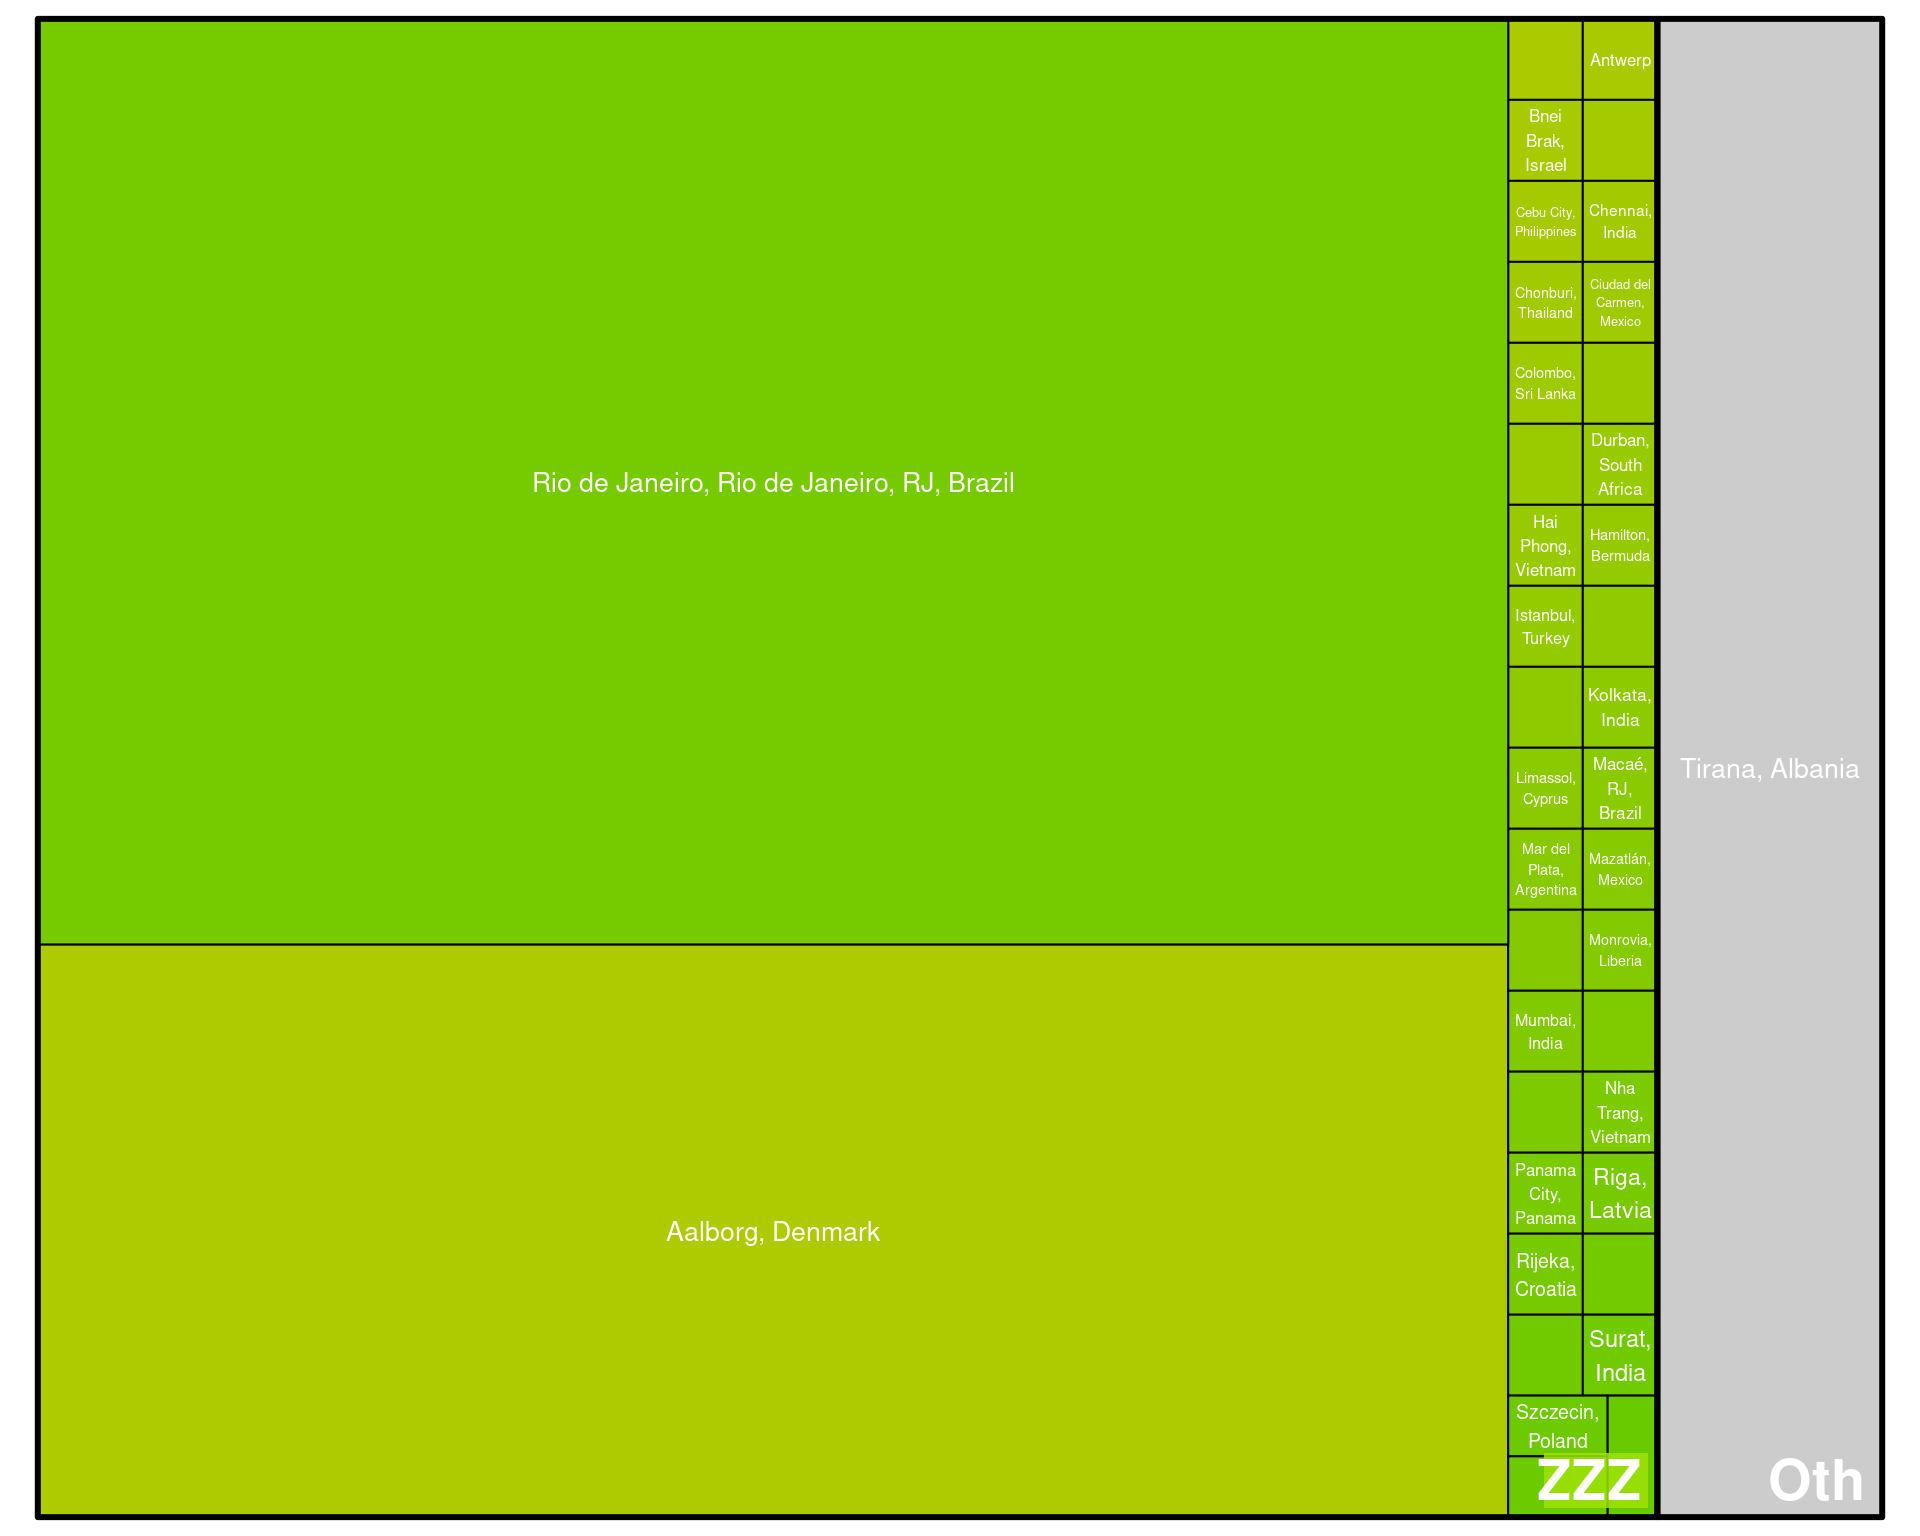 Rio de Janeiro, Rio de Janeiro, RJ, Brazil
Aalborg, Denmark
Antwerp
Bnei
Brak,
Israel
Cebu City,
Philippines
Chennai,
India
Chonburi,
Thailand
Ciudad del
Carmen,
Mexico
Colombo,
Sri Lanka
Durban,
South
Africa
Hai
Phong,
Vietnam
Hamilton,
Bermuda
Istanbul,
Turkey
Kolkata,
India
Limassol,
Cyprus
Macaé,
RJ,
Brazil
Mar del
Plata,
Argentina
Mazatlán,
Mexico
Monrovia,
Liberia
Mumbai,
India
Nha
Trang,
Vietnam
Panama
City,
Panama
Riga,
Latvia
Rijeka,
Croatia
Surat,
India
Szczecin,
Poland
ZZZ
Tirana, Albania
Oth